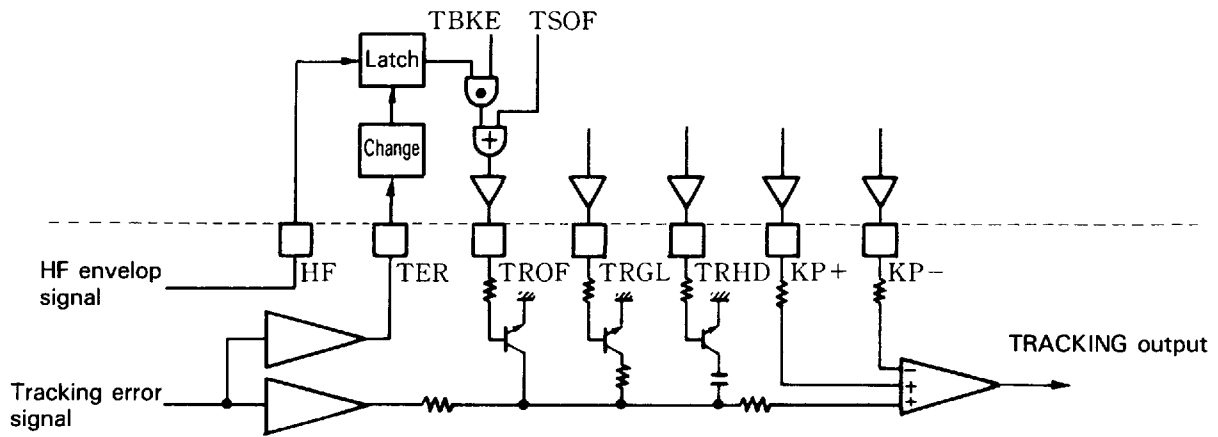 TBKE TSOF
Latch
Change
HF envelop
signal
HF TER TROF TRGL TRHD KP+ KP−
Tracking error
signal
TRACKING output
• +
− + +